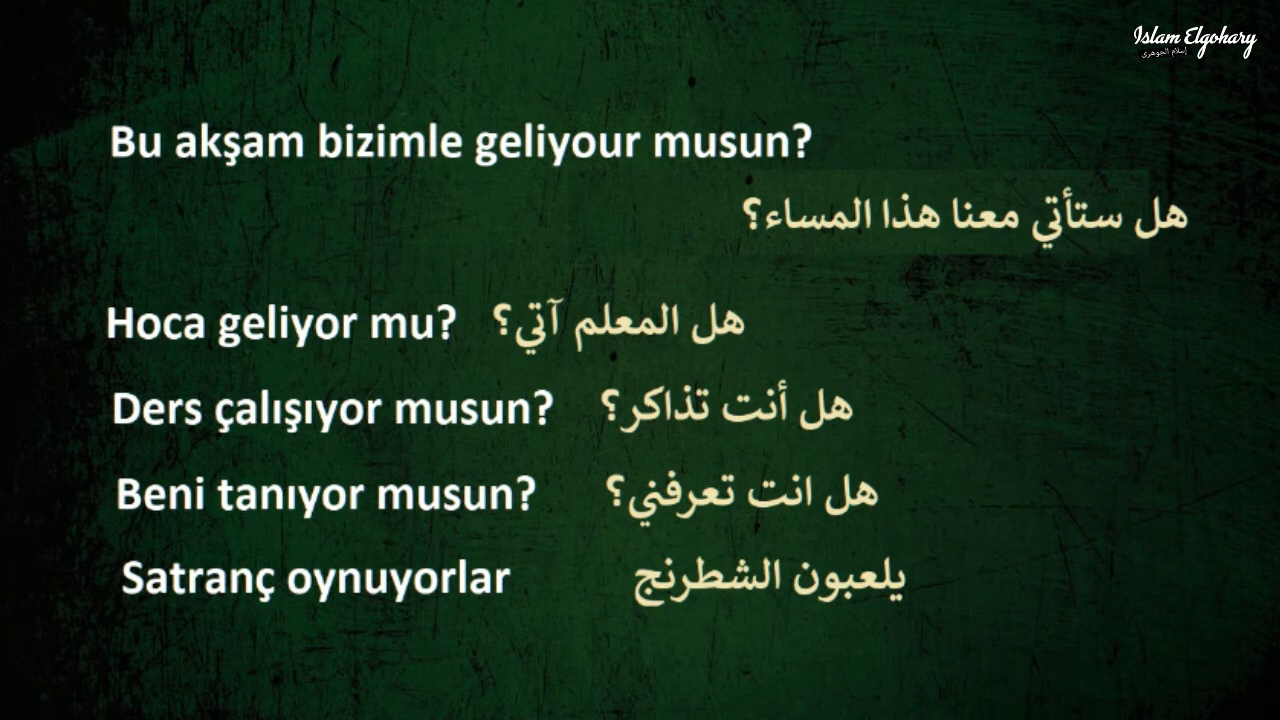 Islam Elgohary
إسلام الجوهري
Bu akşam bizimle geliyour musun?
هل ستأتي معنا هذا المساء؟
Hoca geliyor mu? هل المعلم آتي؟
Ders çalışıyor musun? هل أنت تذاكر؟
Beni tanıyor musun? هل انت تعرفني؟
Satranç oynuyorlar يلعبون الشطرنج